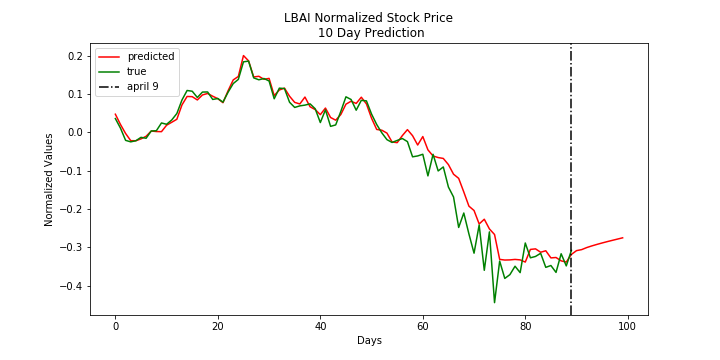 LBAI Normalized Stock Price
10 Day Prediction
predicted
true
april 9
Normalized Values
0.2
0.1
0.0
−0.1
−0.2
−0.3
−0.4
0
20
40
60
80
100
Days